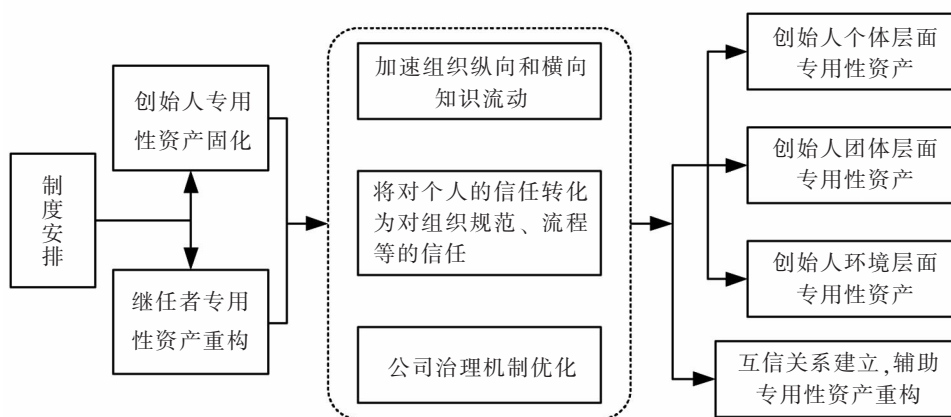 制
度
安
排
创始人专用
性资产固化
继任者专用
性资产重构
加速组织纵向和横向
知识流动
将对个人的信任转化
为对组织规范、流程
等的信任
公司治理机制优化
创始人个体层面
专用性资产
创始人团体层面
专用性资产
创始人环境层面
专用性资产
互信关系建立,辅助
专用性资产重构